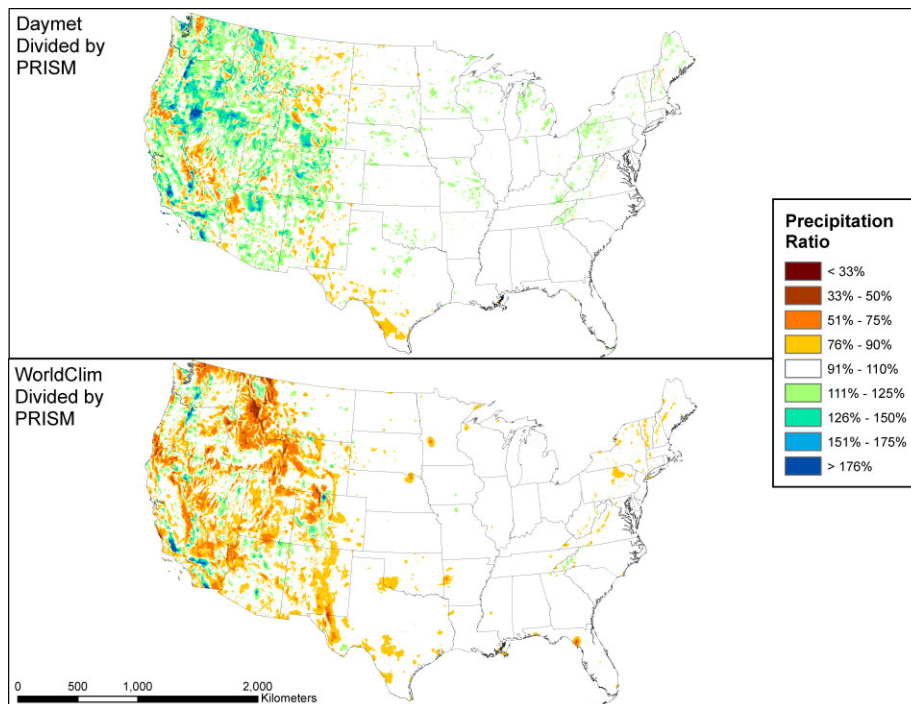 Daymet
Divided by
PRISM
Precipitation
Ratio
< 33%
33% - 50%
51% - 75%
76% - 90%
91% - 110%
111% - 125%
126% - 150%
151% - 175%
> 176%
WorldClim
Divided by
PRISM
0 500 1,000 2,000
Kilometers